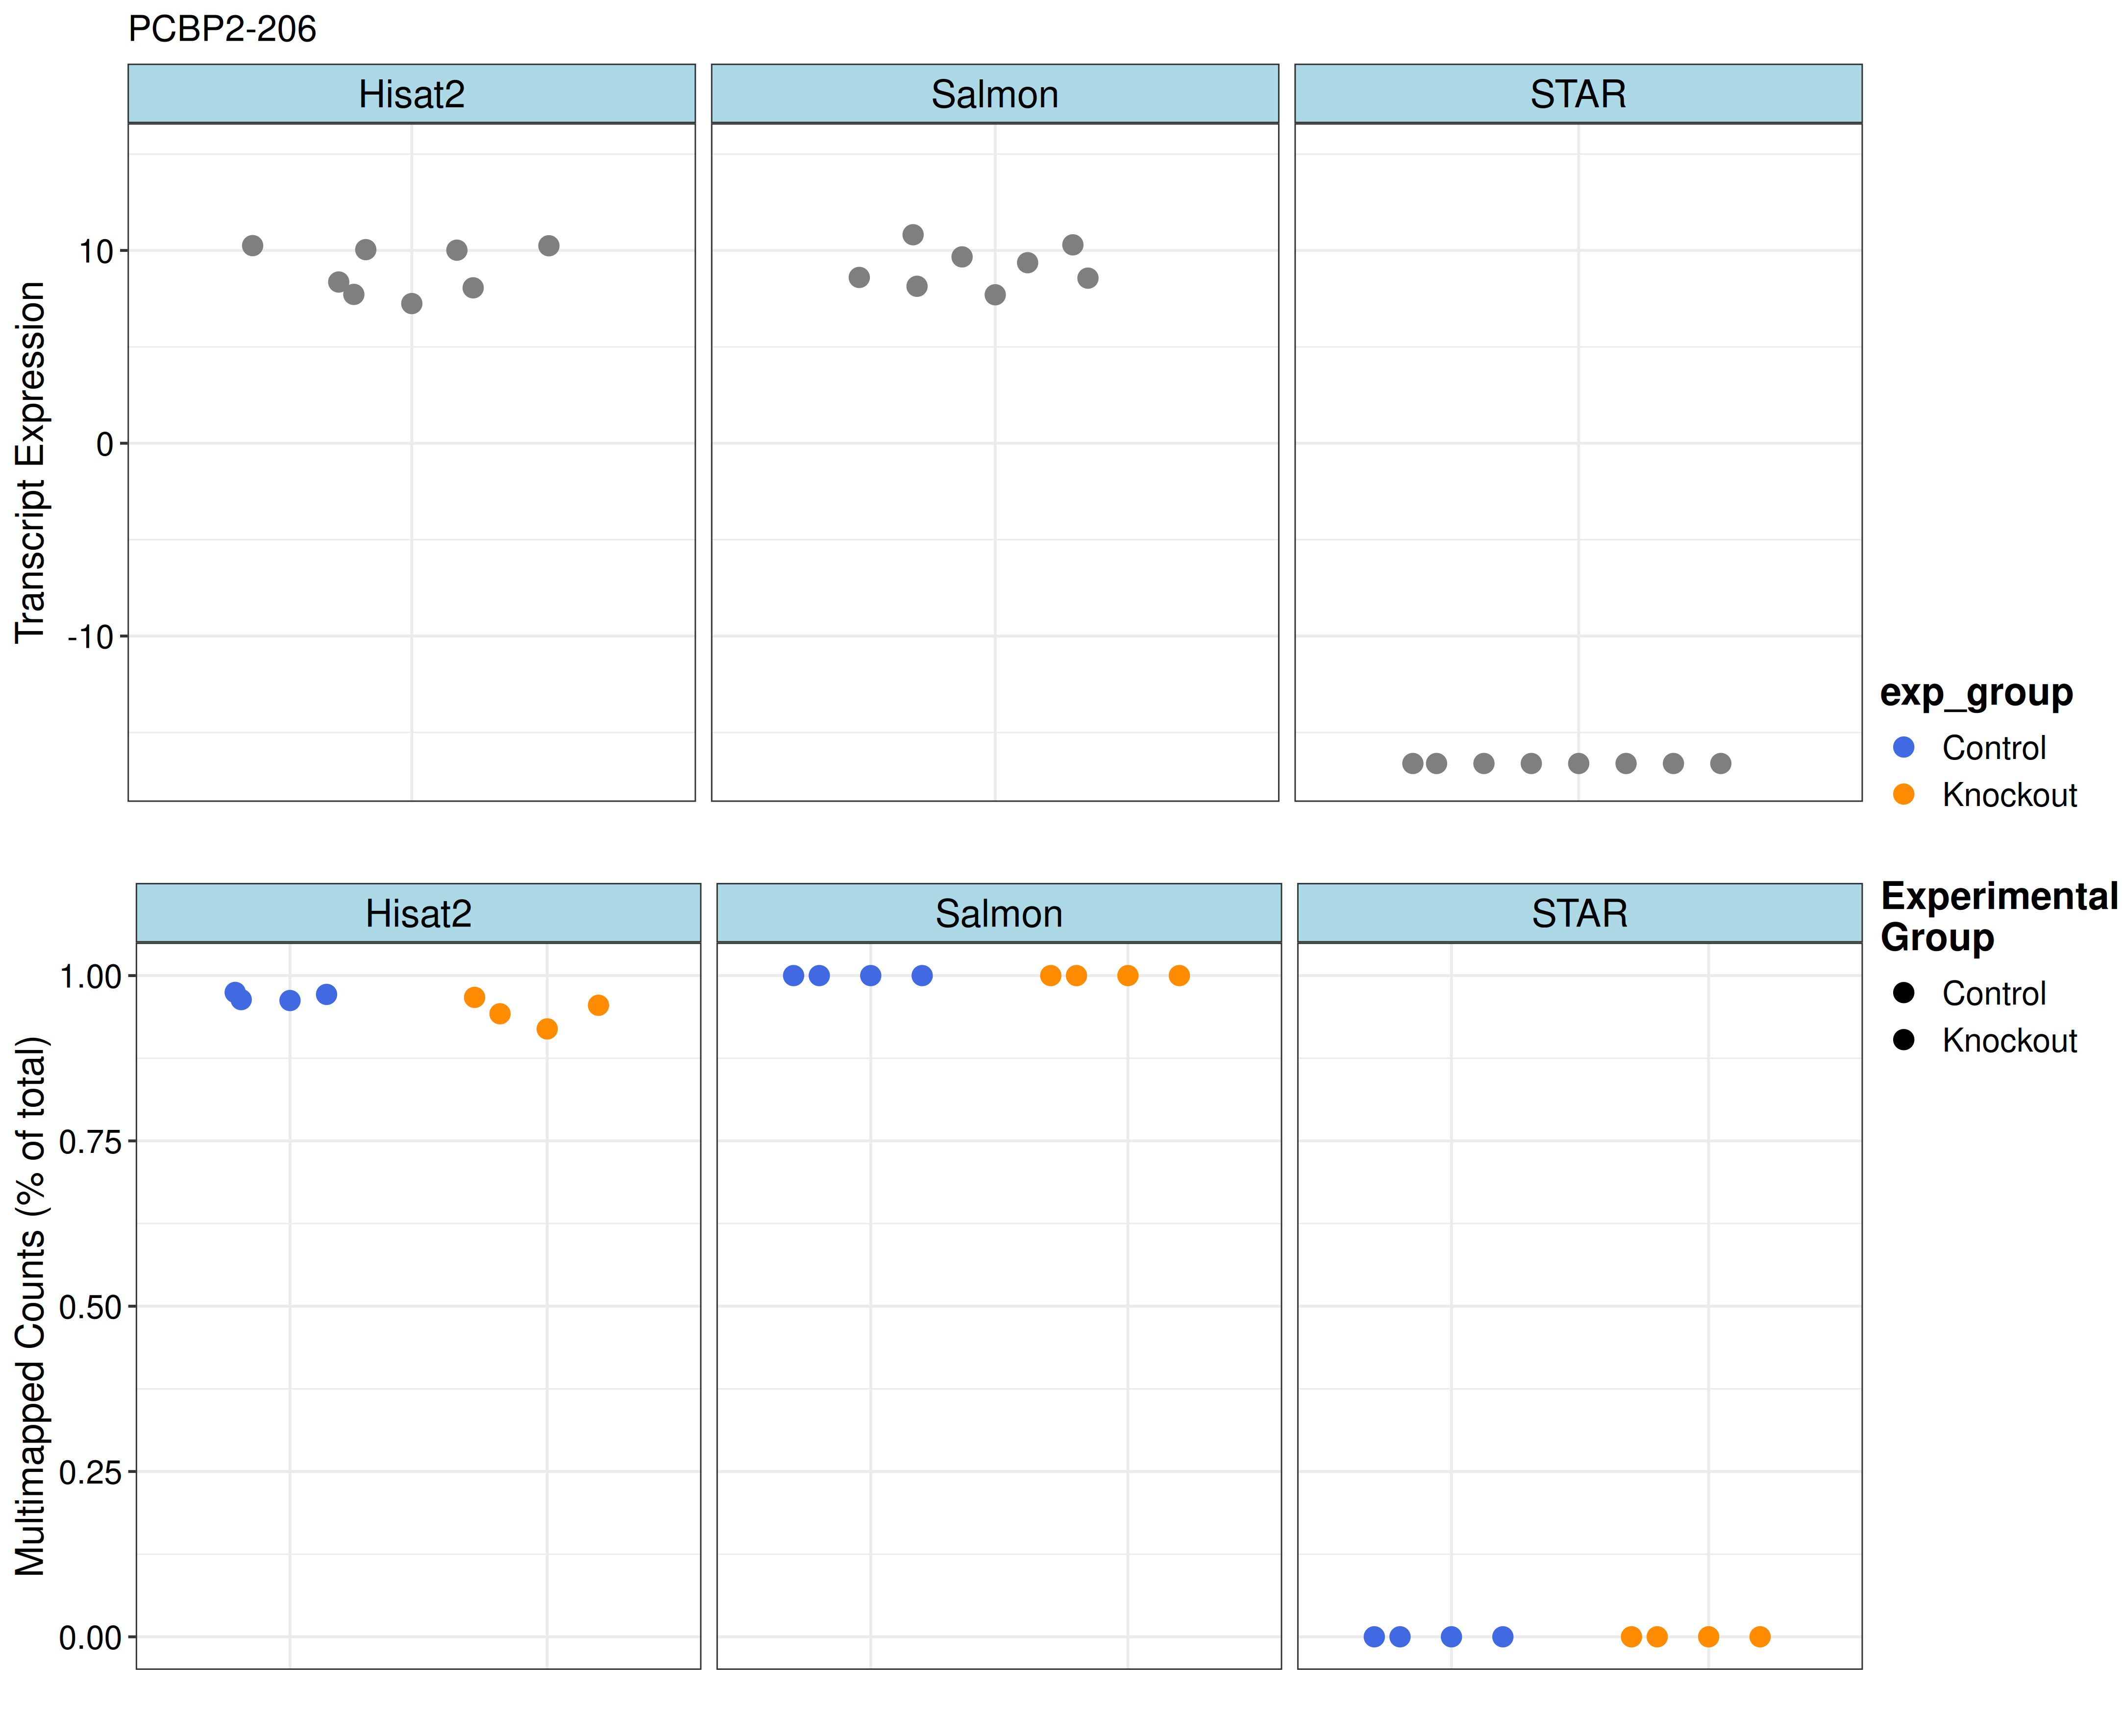 PCBP2-206
Hisat2
Salmon
STAR
Transcript Expression
10
0
-10
exp_group
Control
Knockout
Hisat2
Salmon
STAR
Multimapped Counts (% of total)
1.00
0.75
0.50
0.25
0.00
Experimental
Group
Control
Knockout